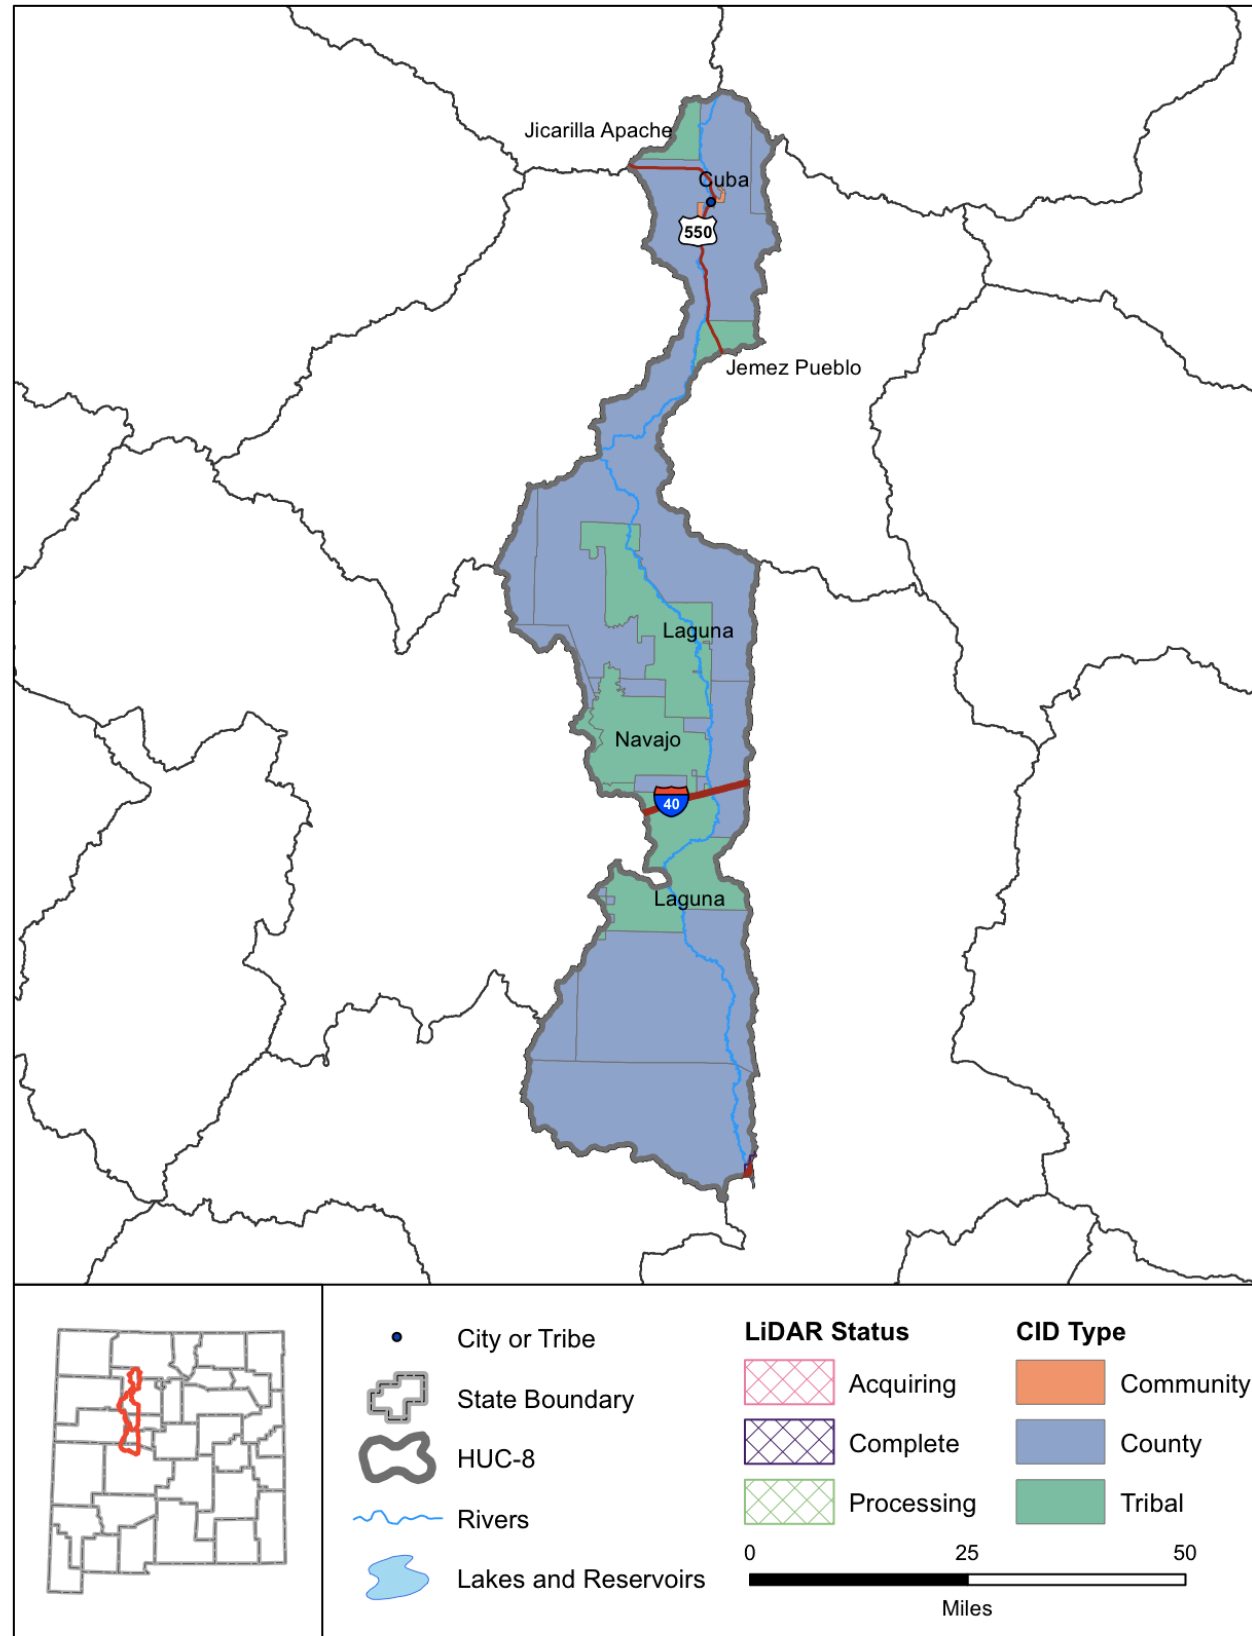 Jicarilla Apache
Cuba
550
Jemez Pueblo
Laguna
Navajo
40
Laguna
City or Tribe
State Boundary
HUC-8
Rivers
Lakes and Reservoirs
LiDAR Status
Acquiring
Complete
Processing
CID Type
Community
County
Tribal
0 25 50
Miles